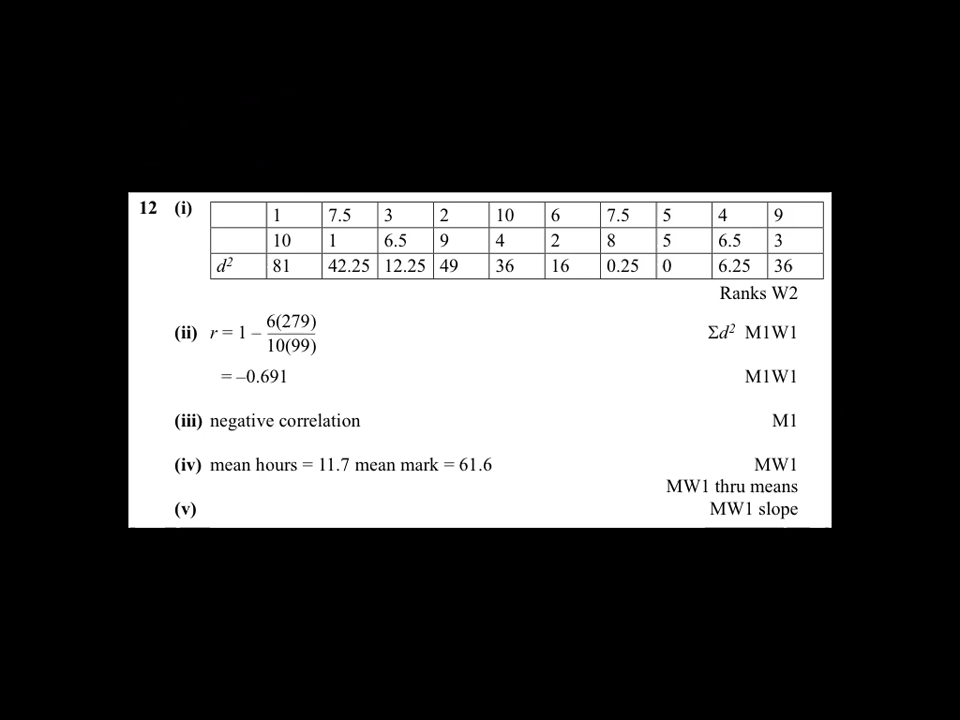 12 (i) 1 7.5 3 2 10 6 7.5 5 4 9
10 1 6.5 9 4 2 8 5 6.5 3
d² 81 42.25 12.25 49 36 16 0.25 0 6.25 36
Ranks W2
(ii) r = 1 – 6(279)/10(99) Σd² M1W1
= –0.691 M1W1
(iii) negative correlation M1
(iv) mean hours = 11.7 mean mark = 61.6 MW1
MW1 thru means
(v) MW1 slope